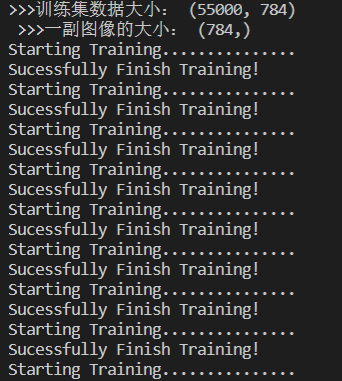 >>>训练集数据大小： (55000, 784)
>>>一副图像的大小： (784,)
Starting Training...............
Sucessfully Finish Training!
Starting Training...............
Sucessfully Finish Training!
Starting Training...............
Sucessfully Finish Training!
Starting Training...............
Sucessfully Finish Training!
Starting Training...............
Sucessfully Finish Training!
Starting Training...............
Sucessfully Finish Training!
Starting Training...............
Sucessfully Finish Training!
Starting Training...............
Sucessfully Finish Training!
Starting Training...............